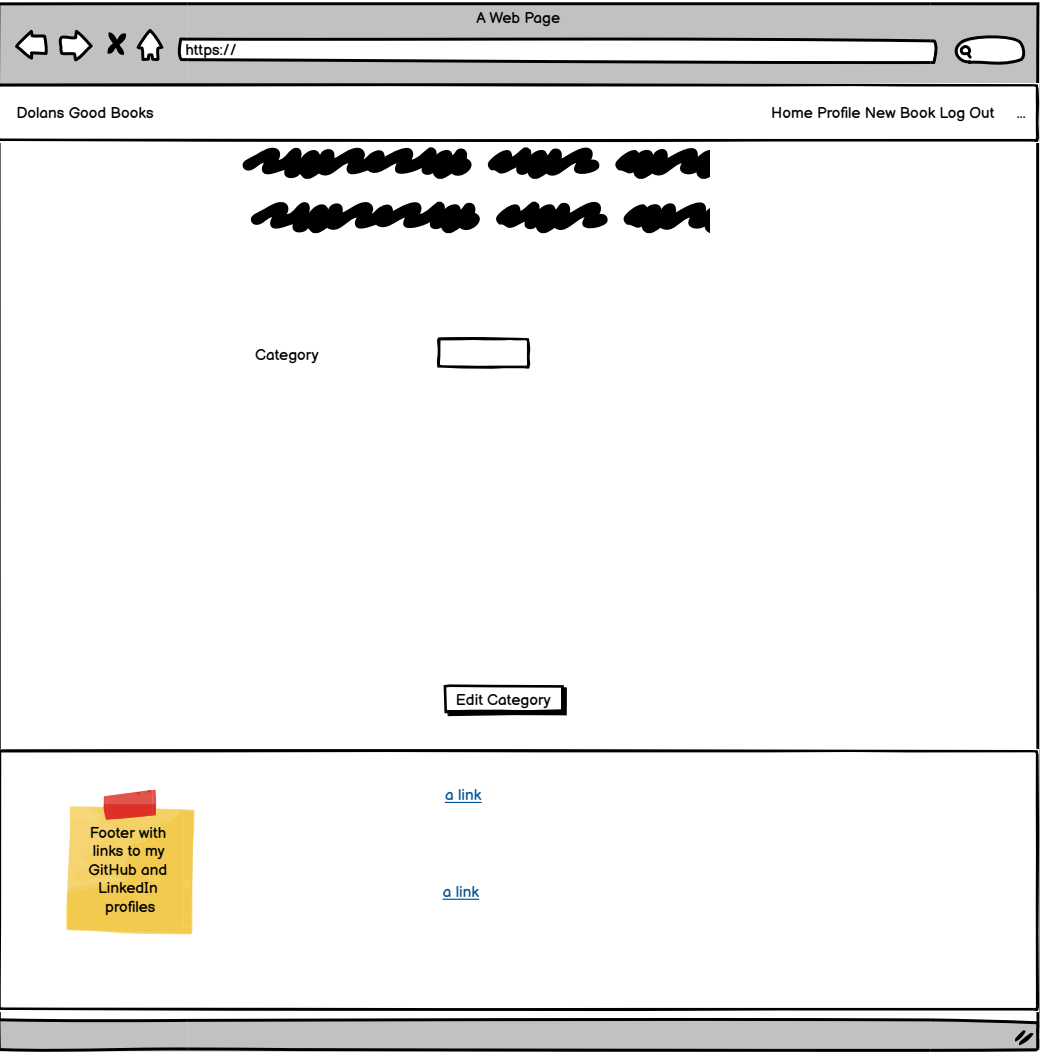 A Web Page
https://
Dolans Good Books
Home Profile New Book Log Out ...
Category
Edit Category
a link
Footer with
links to my
GitHub and
LinkedIn
profiles
a link